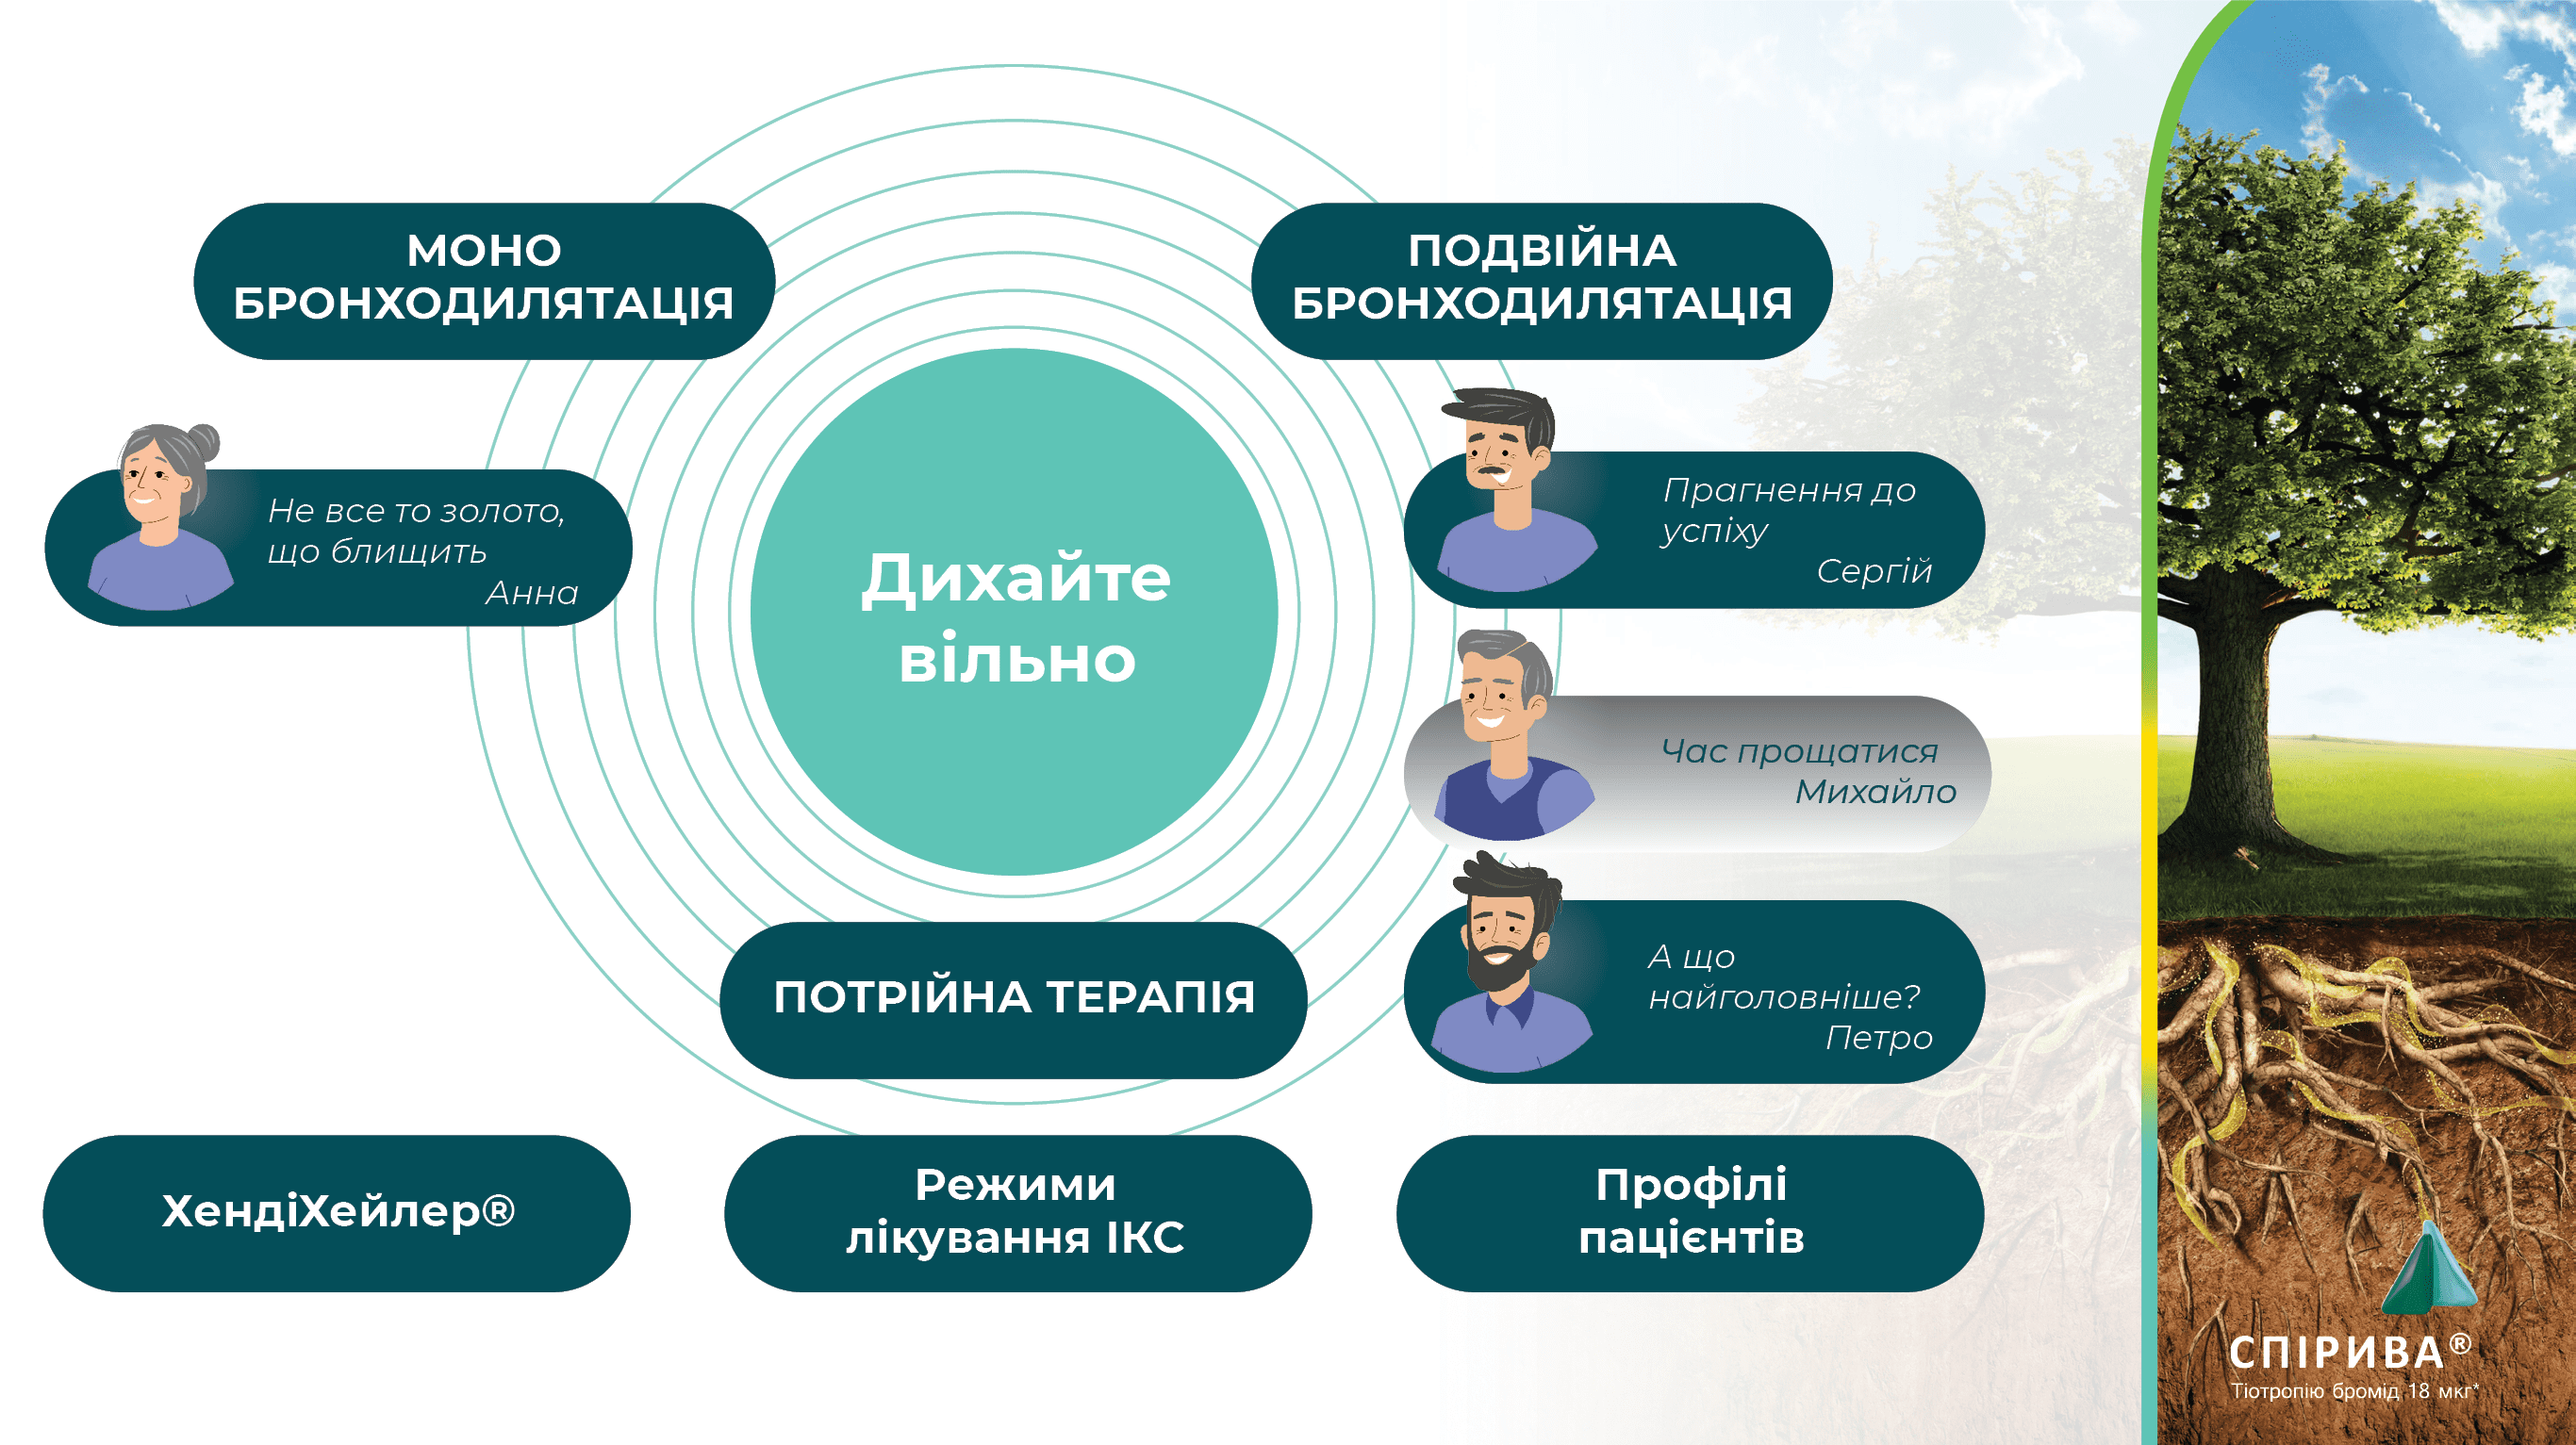 МОНО
БРОНХОДИЛЯТАЦІЯ
ПОДВІЙНА
БРОНХОДИЛЯТАЦІЯ
Не все то золото,
що блищить
Анна
Дихайте
вільно
Прагнення до
успіху
Сергій
Час прощатися
Михайло
А що
найголовніше?
Петро
ПОТРІЙНА ТЕРАПІЯ
ХендіХейлер®
Режими
лікування ІКС
Профілі
пацієнтів
СПІРИВА®
Тіотропію бромід 18 мкг*